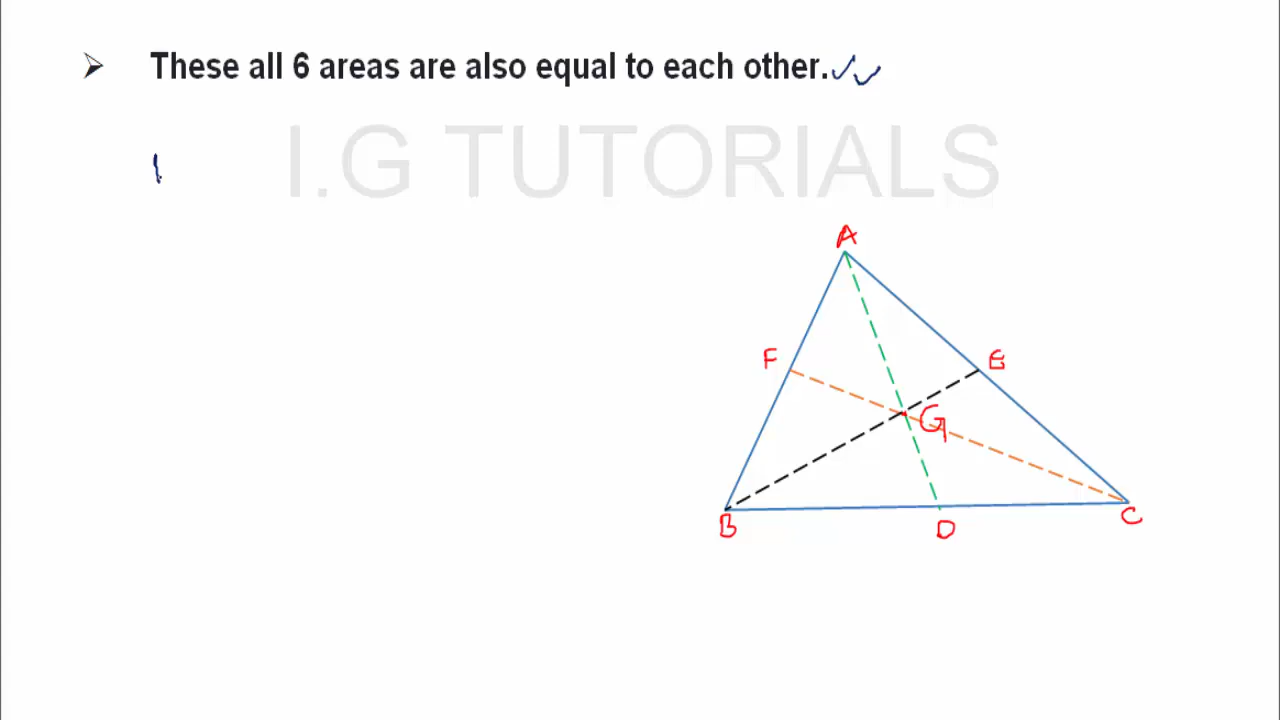 ➤ These all 6 areas are also equal to each other.
I.G TUTORIALS
A
F
E
G
B
D
C